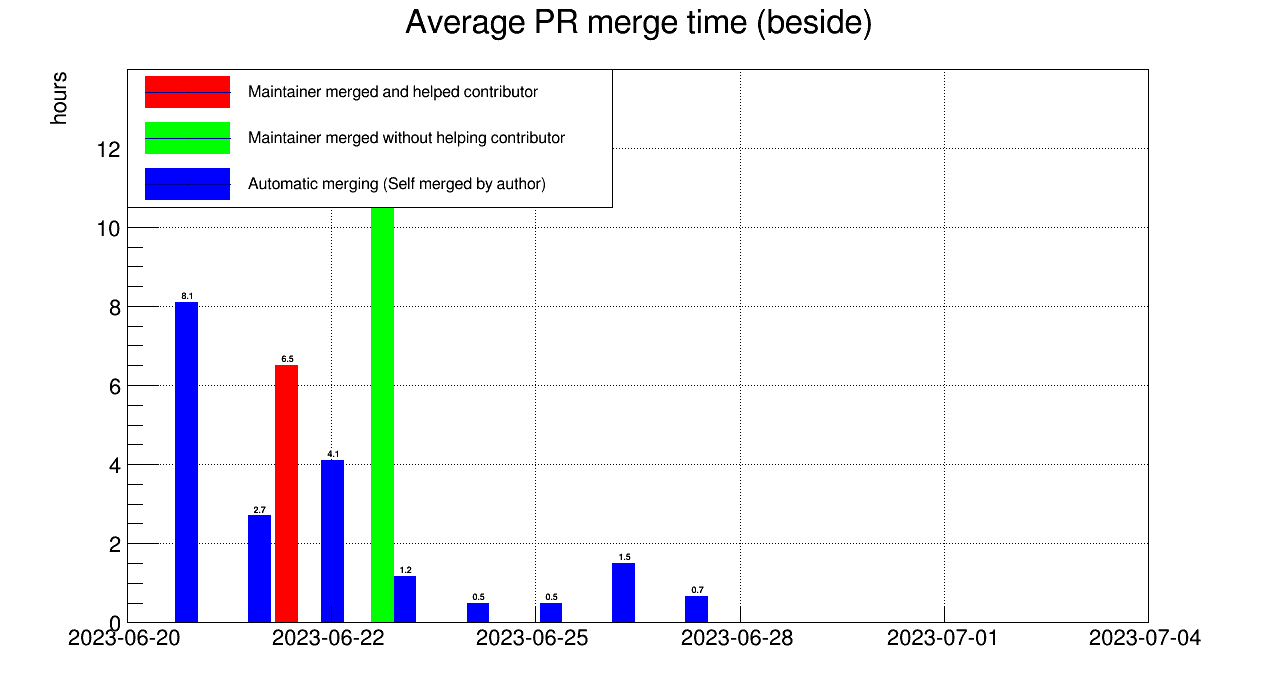 Average PR merge time (beside)
hours
Maintainer merged and helped contributor
Maintainer merged without helping contributor
Automatic merging (Self merged by author)
12
10
8
6
4
2
0
8.1
2.7
6.5
4.1
1.2
0.5
0.5
1.5
0.7
2023-06-20 2023-06-22 2023-06-25 2023-06-28 2023-07-01 2023-07-04